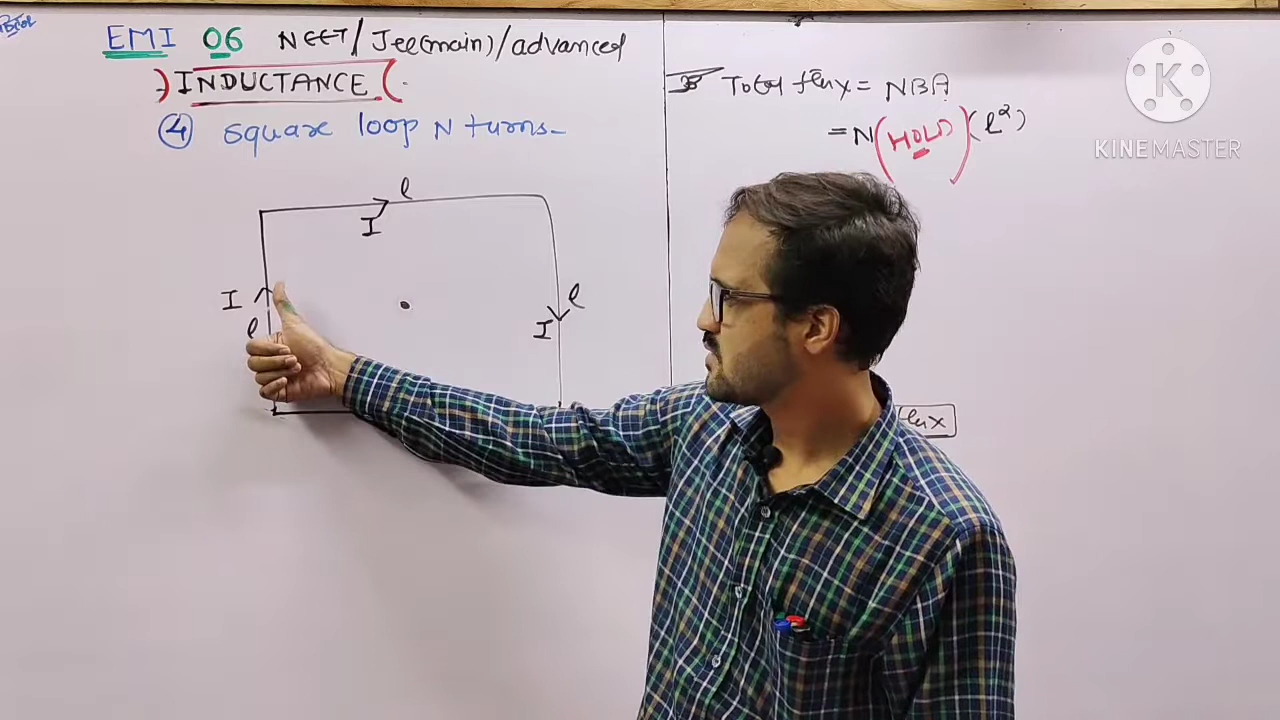 EMI 06 NEET/Jee(main)/advanced
INDUCTANCE
④ square loop N turns-
l
I
I
l
l
I
Total flux = NBA
= N(HOLD)(l²)
lux
K
KINEMASTER